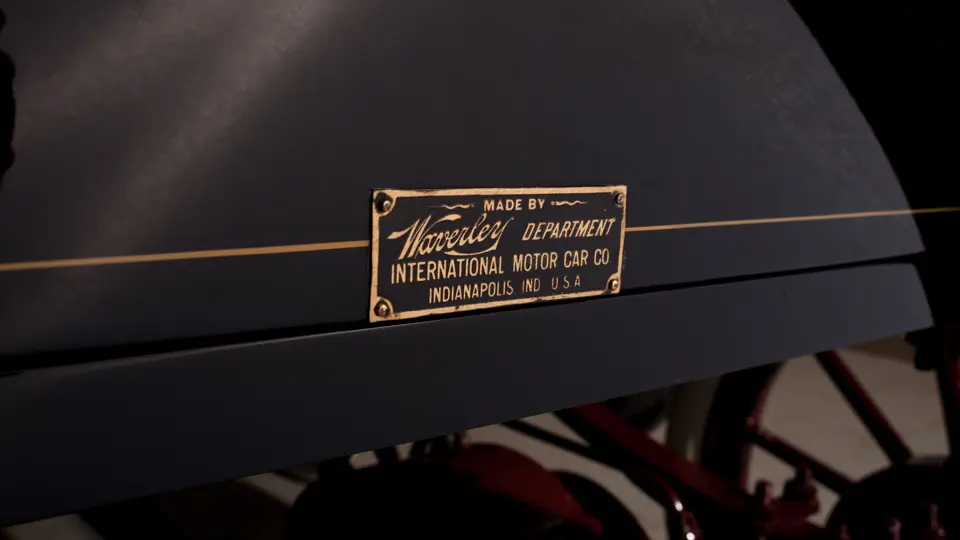 MADE BY
Waverley DEPARTMENT
INTERNATIONAL MOTOR CAR CO.
INDIANAPOLIS IND U.S.A